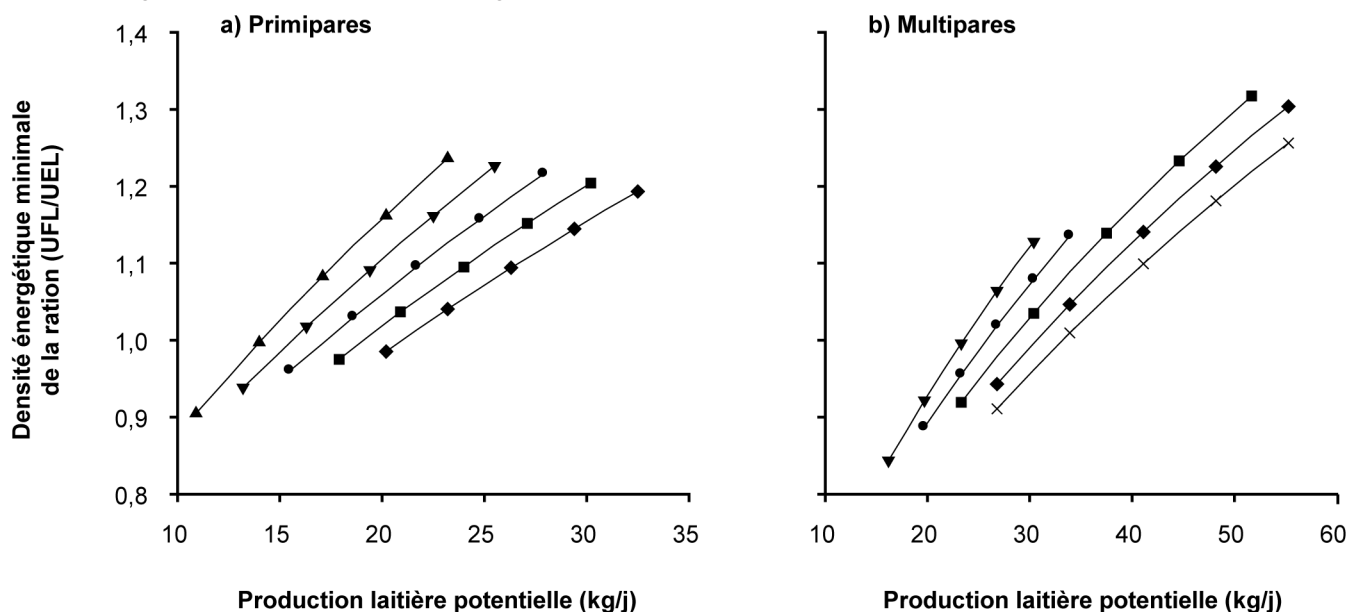 a) Primipares
b) Multipares
Densité énergétique minimale
de la ration (UFL/UEL)
1,4
1,3
1,2
1,1
1,0
0,9
0,8
10 15 20 25 30 35
10 20 30 40 50 60
Production laitière potentielle (kg/j)
Production laitière potentielle (kg/j)